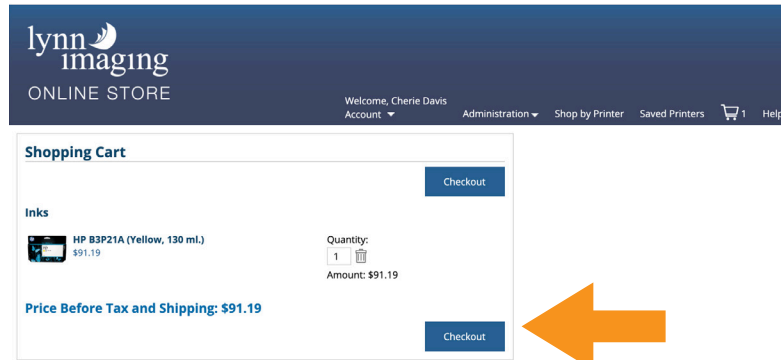 lynn
imaging
ONLINE STORE
Welcome, Cherie Davis
Account
Administration
Shop by Printer
Saved Printers
1
Help
Shopping Cart
Checkout
Inks
HP B3P21A (Yellow, 130 ml.)
$91.19
Quantity:
1
Amount: $91.19
Price Before Tax and Shipping: $91.19
Checkout